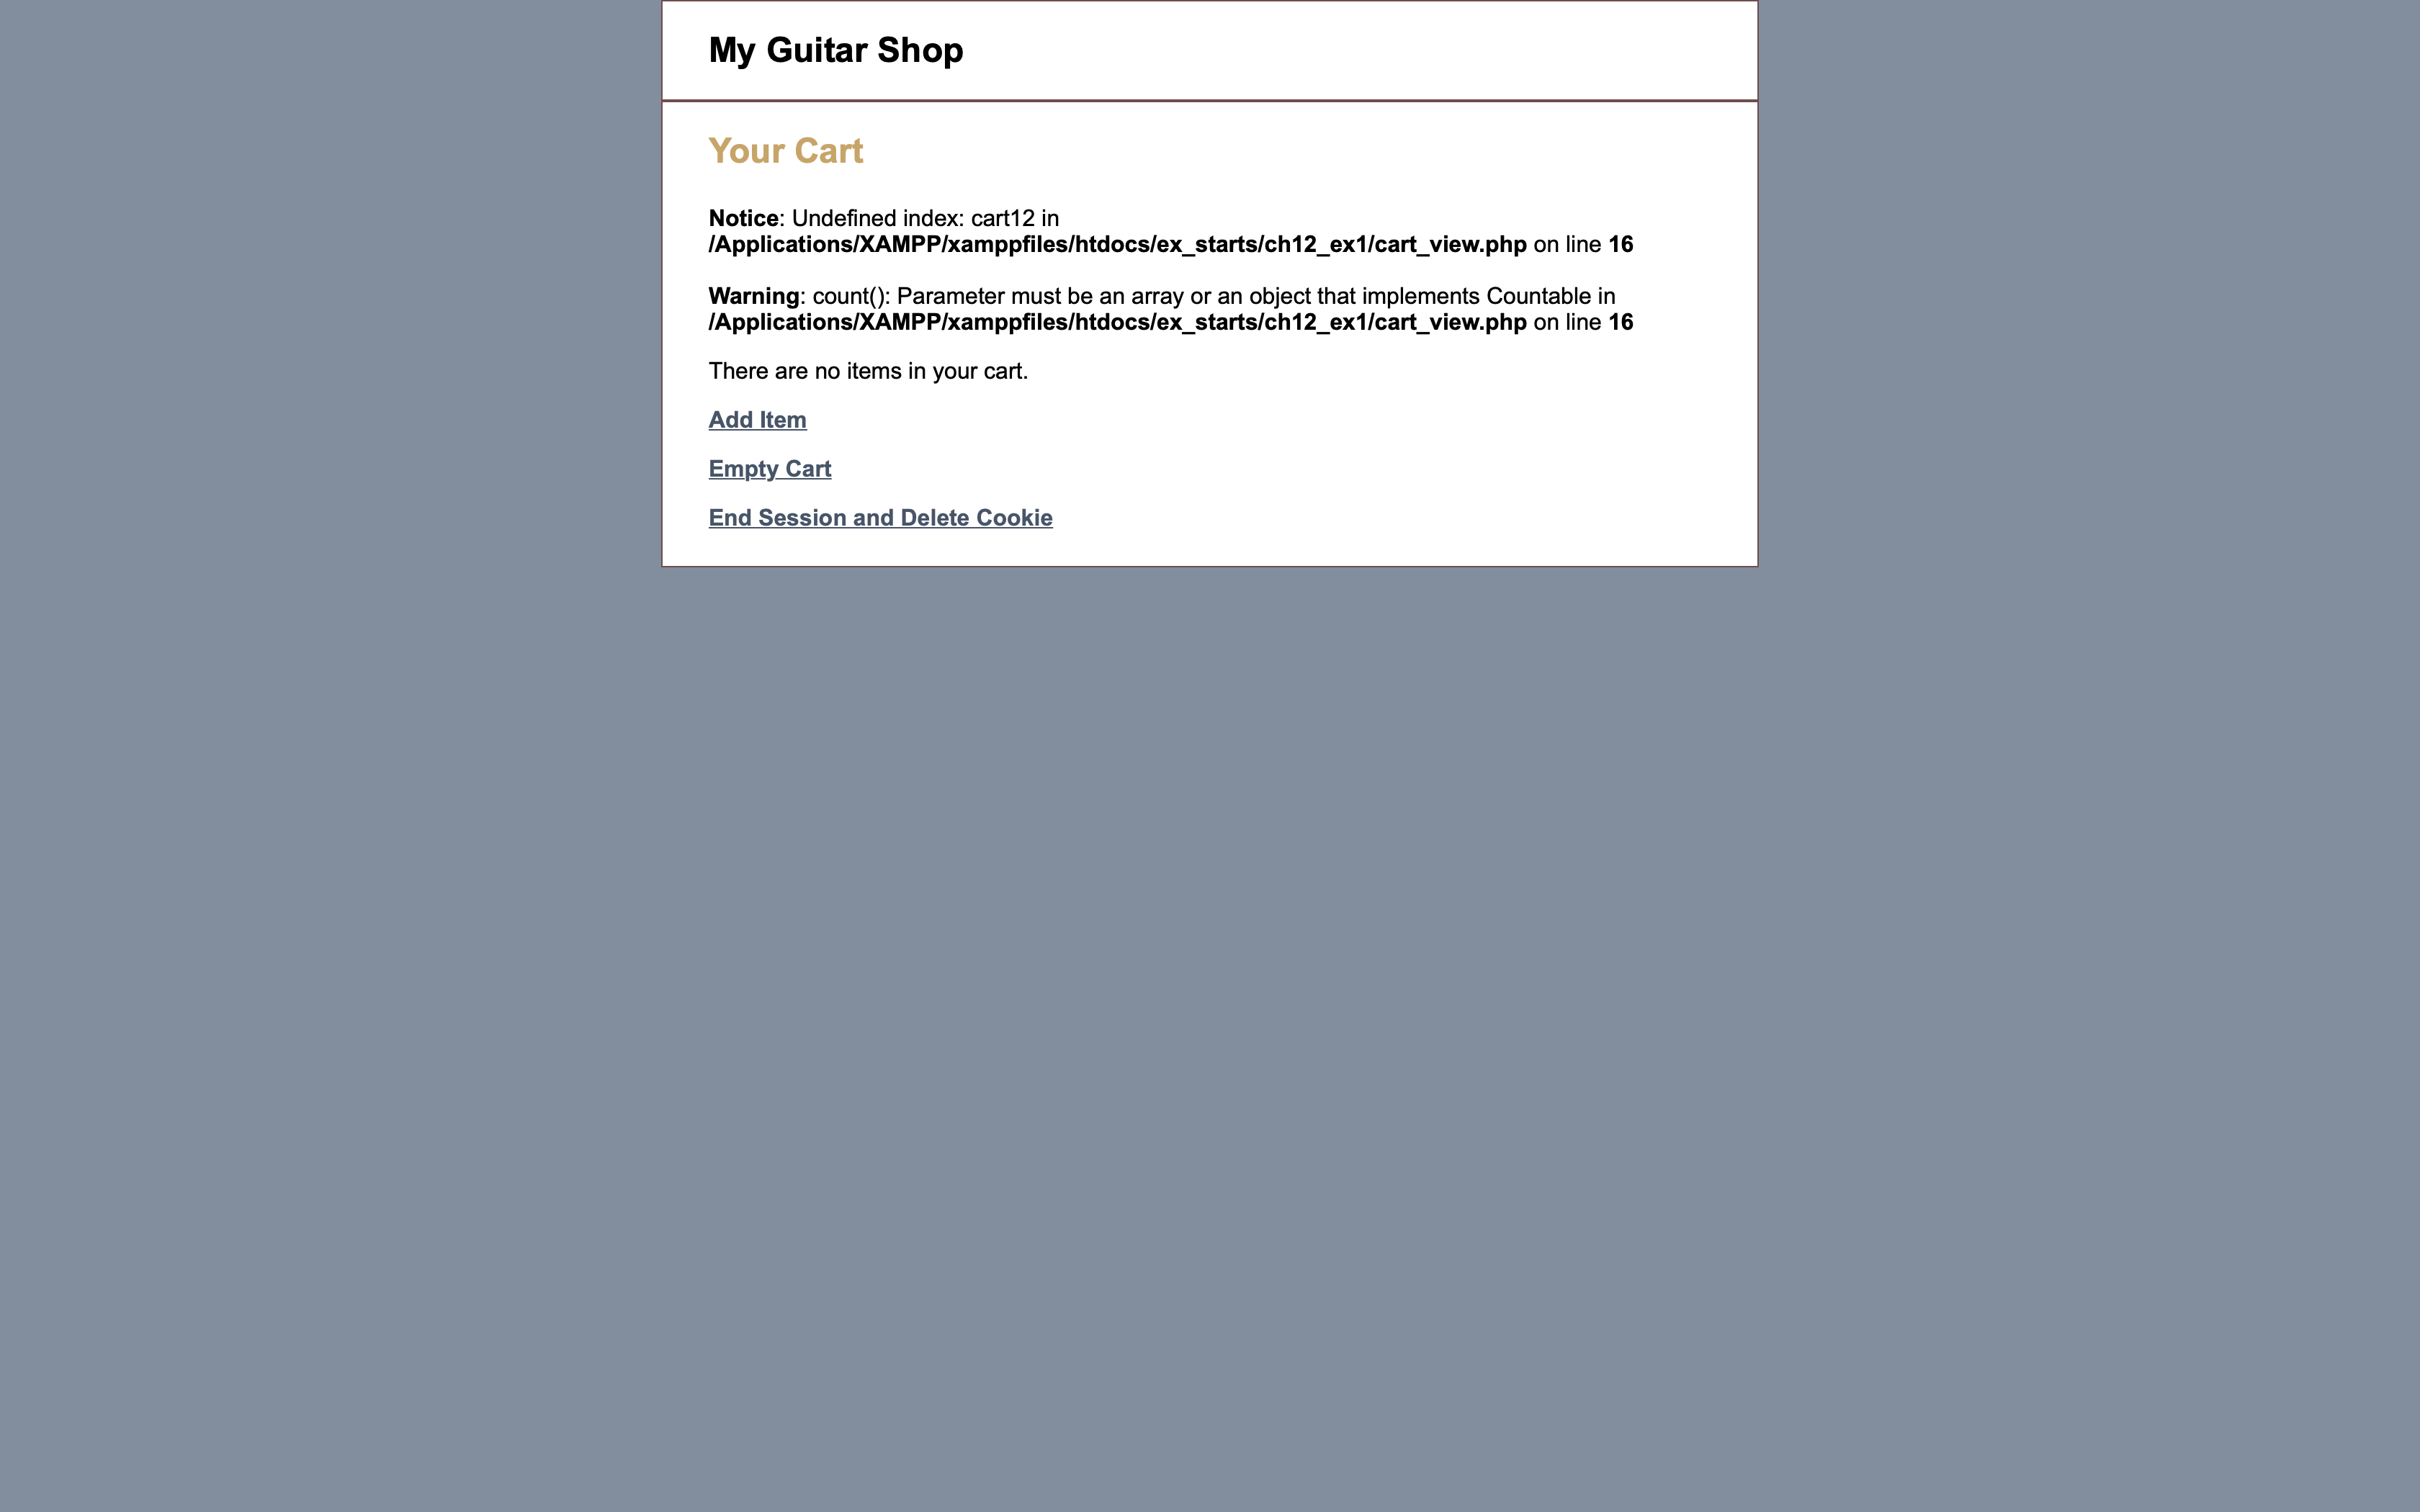 My Guitar Shop
Your Cart
Notice: Undefined index: cart12 in
/Applications/XAMPP/xamppfiles/htdocs/ex_starts/ch12_ex1/cart_view.php on line 16
Warning: count(): Parameter must be an array or an object that implements Countable in
/Applications/XAMPP/xamppfiles/htdocs/ex_starts/ch12_ex1/cart_view.php on line 16
There are no items in your cart.
Add Item
Empty Cart
End Session and Delete Cookie